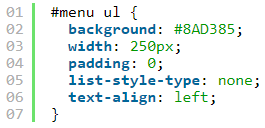 01 #menu ul {
02   background: #8AD385;
03   width: 250px;
04   padding: 0;
05   list-style-type: none;
06   text-align: left;
07 }